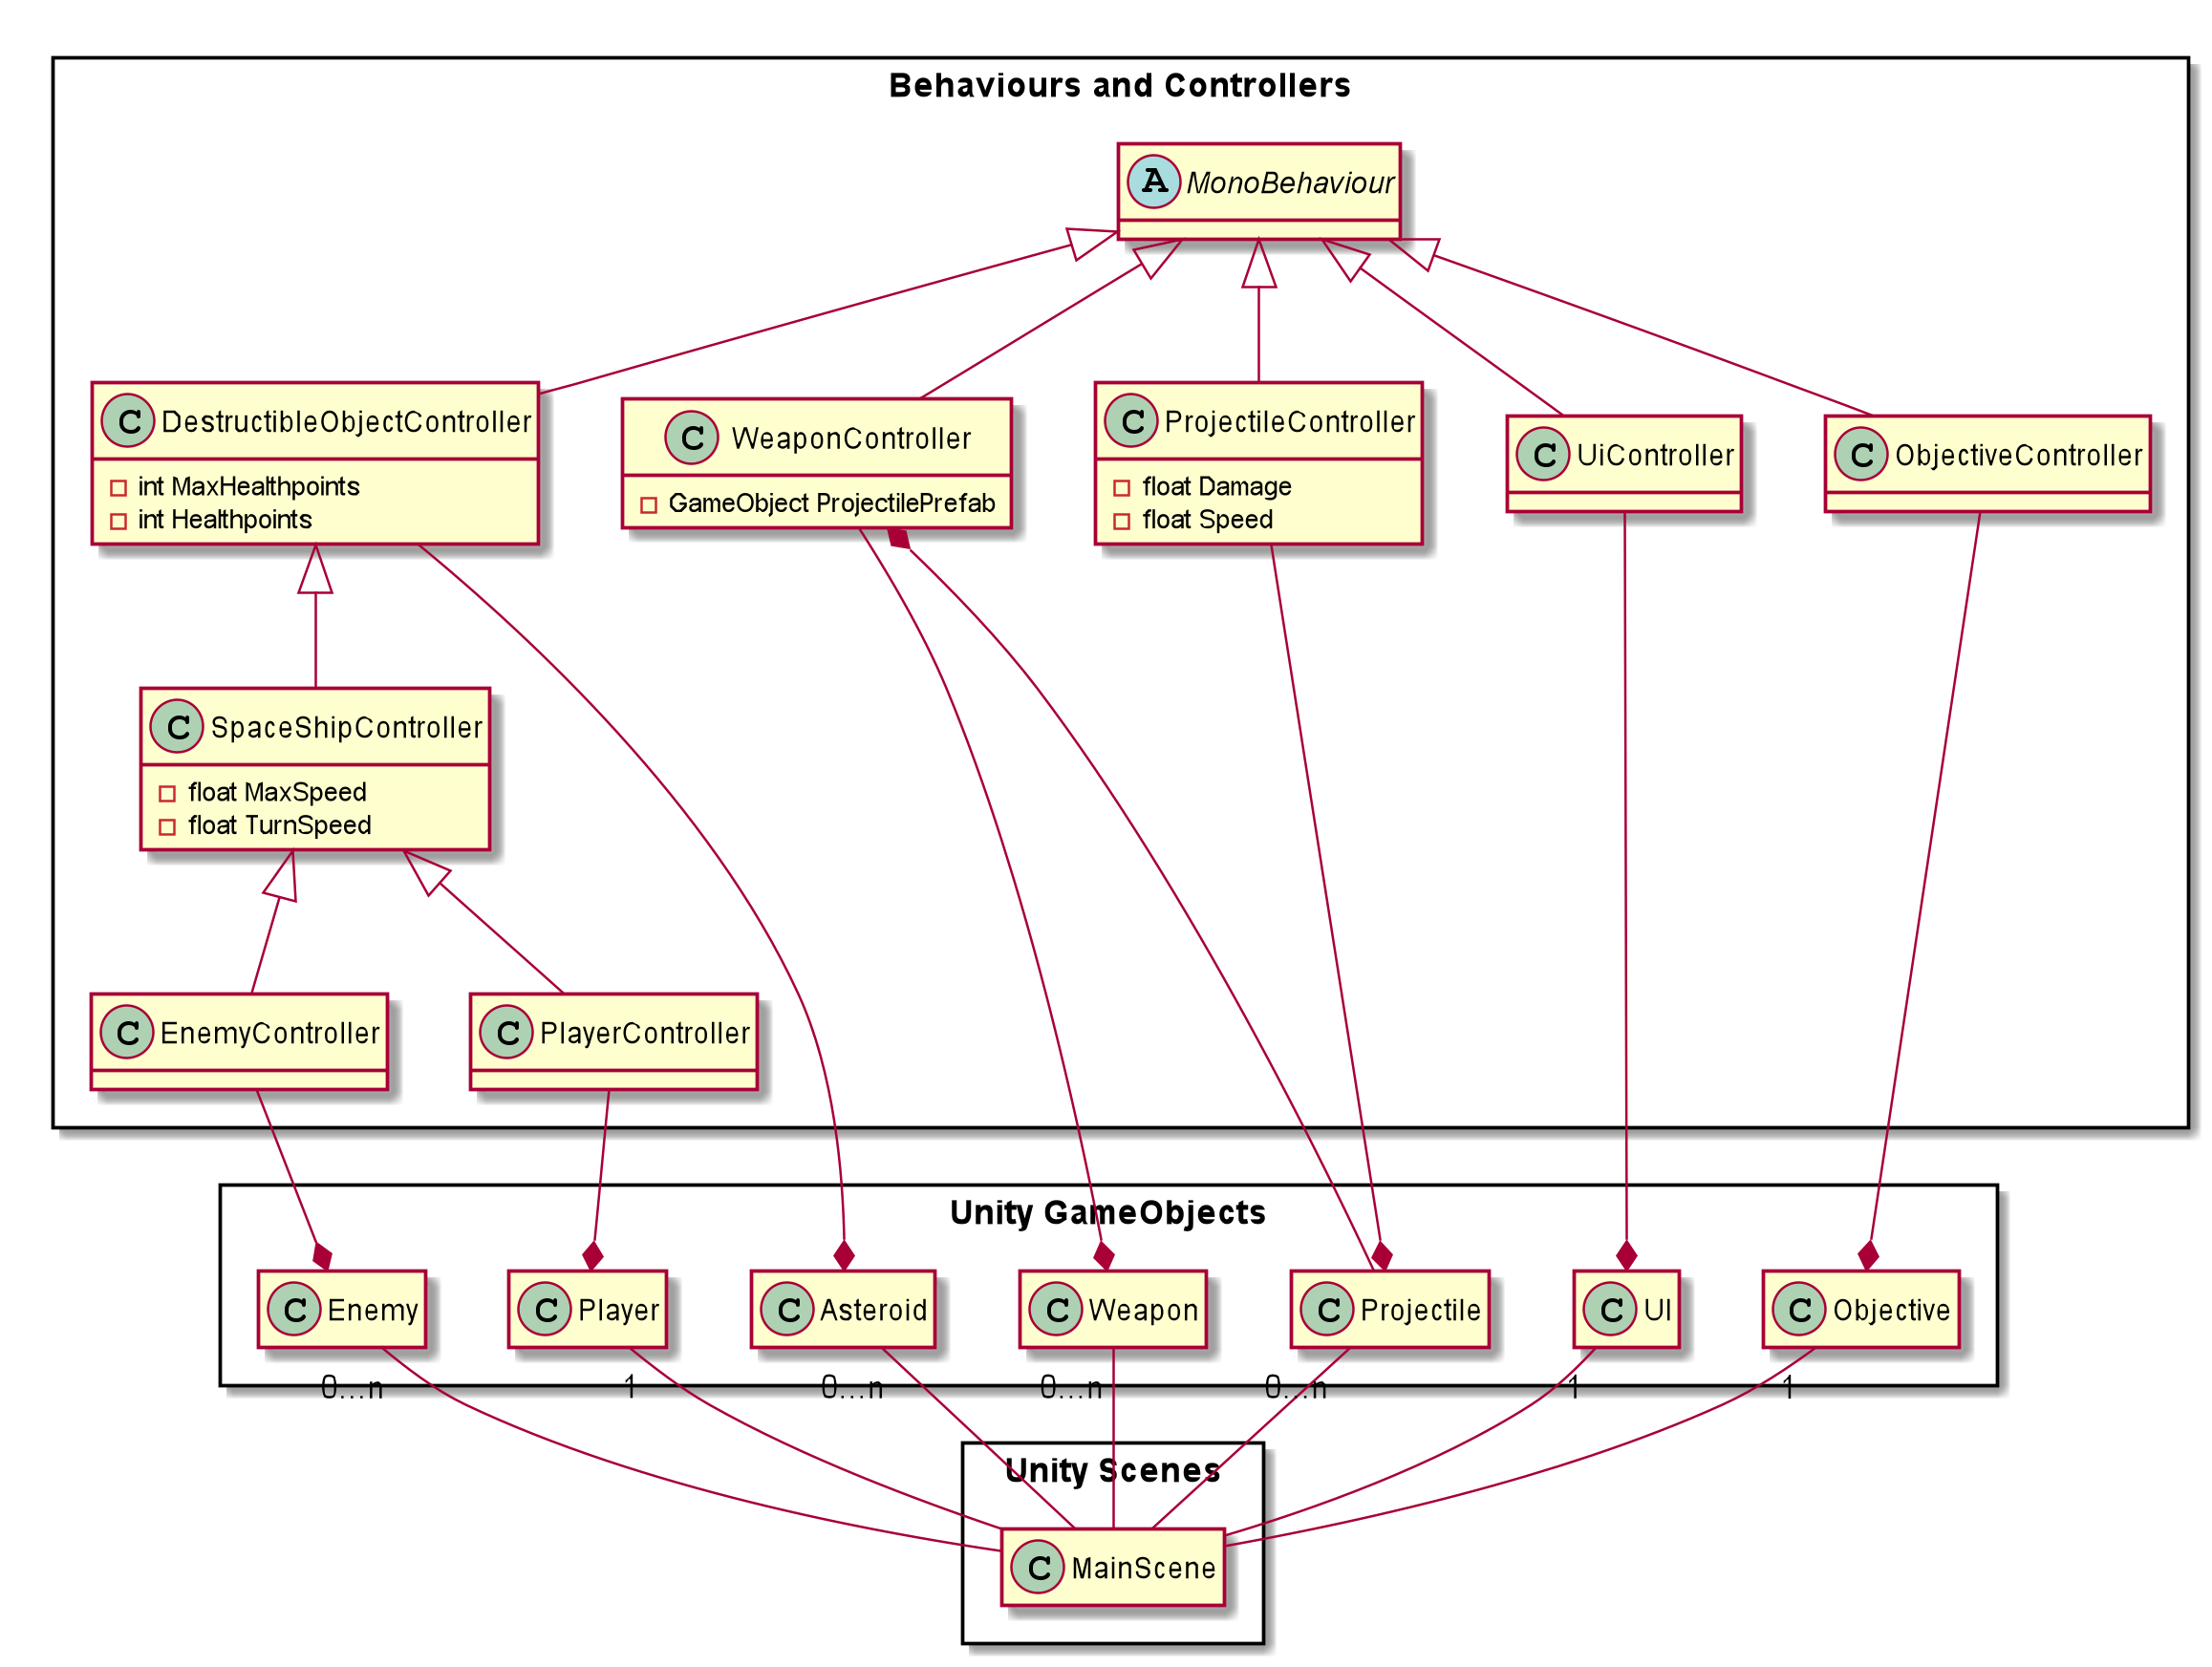 Behaviours and Controllers
A MonoBehaviour
C DestructibleObjectController
int MaxHealthpoints
int Healthpoints
C WeaponController
GameObject ProjectilePrefab
C ProjectileController
float Damage
float Speed
C UiController
C ObjectiveController
C SpaceShipController
float MaxSpeed
float TurnSpeed
C EnemyController
C PlayerController
Unity GameObjects
C Enemy
C Player
C Asteroid
C Weapon
C Projectile
C UI
C Objective
0...n
1
0...n
0...n
0...n
1
1
Unity Scenes
C MainScene